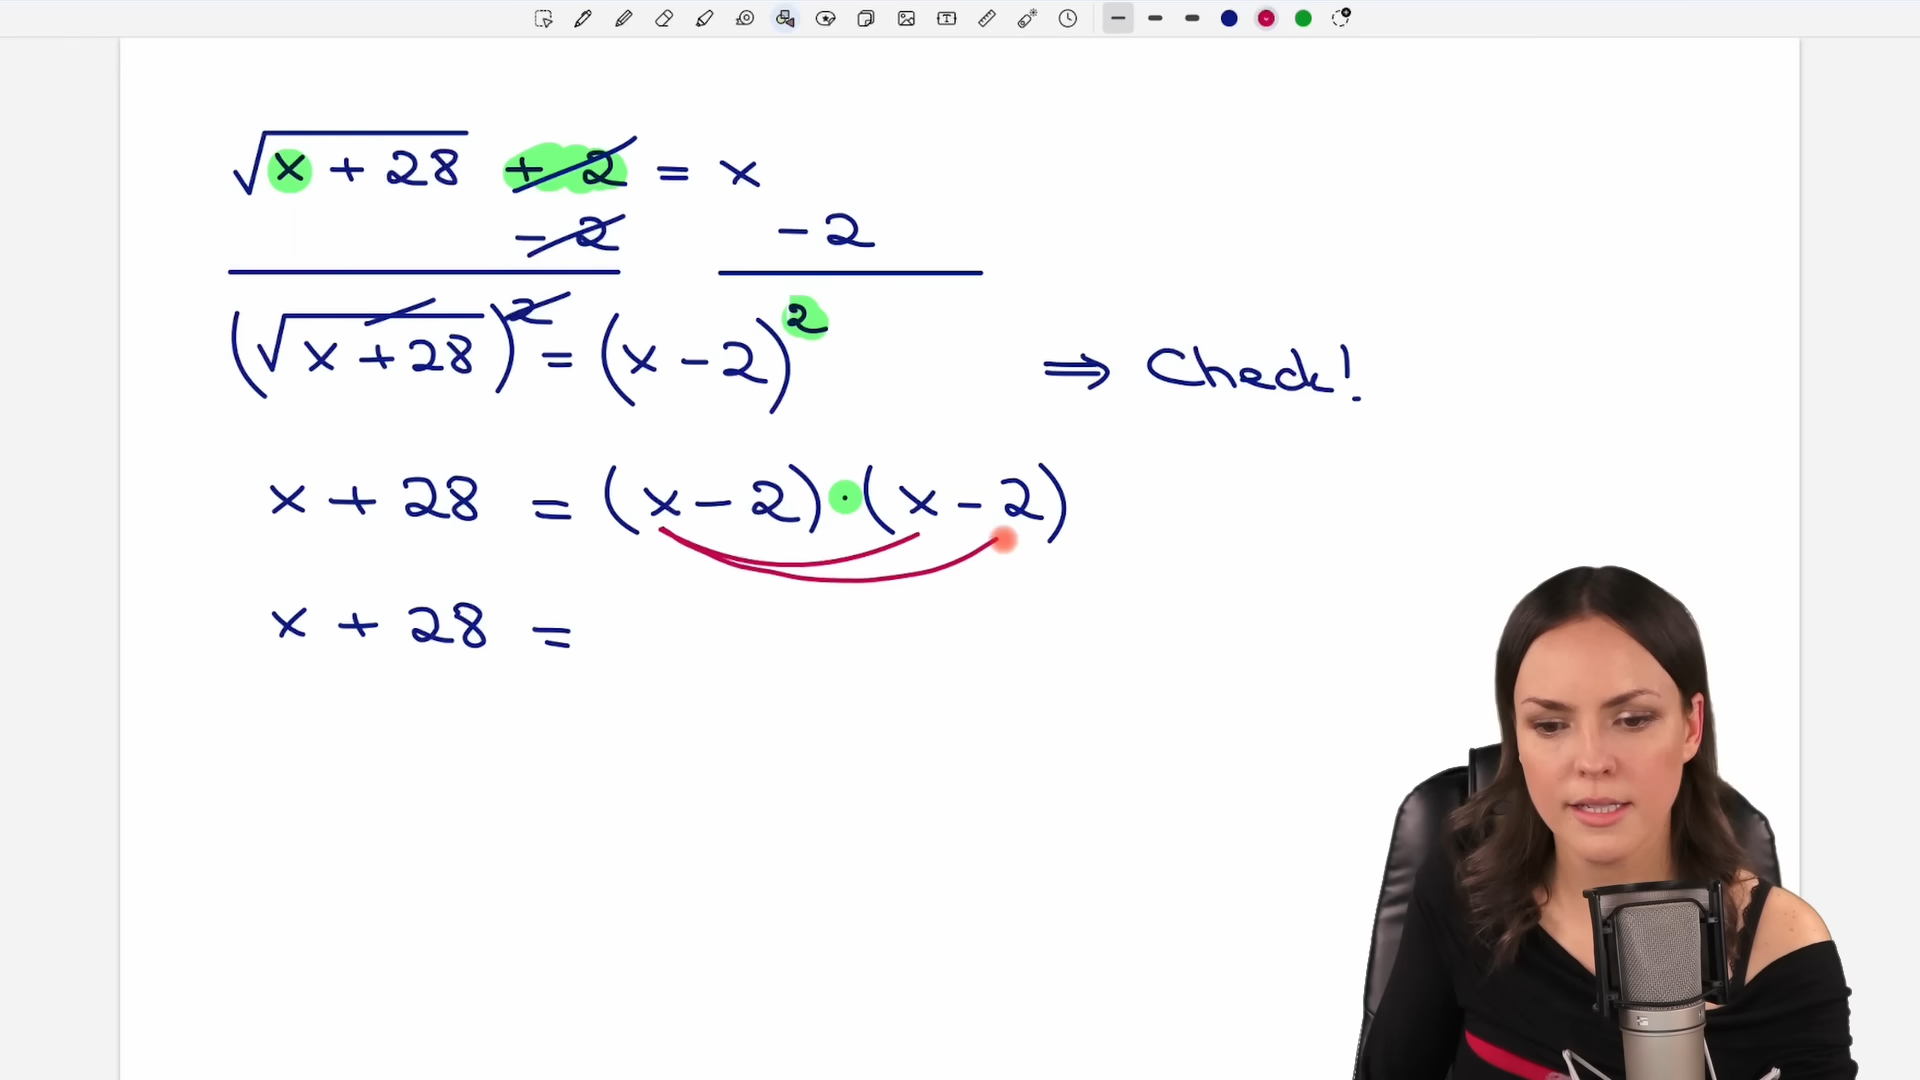 √x + 28 + 2 = x
- 2 - 2
(√x + 28)² = (x - 2)² ⇒ Check!
x + 28 = (x - 2) · (x - 2)
x + 28 =